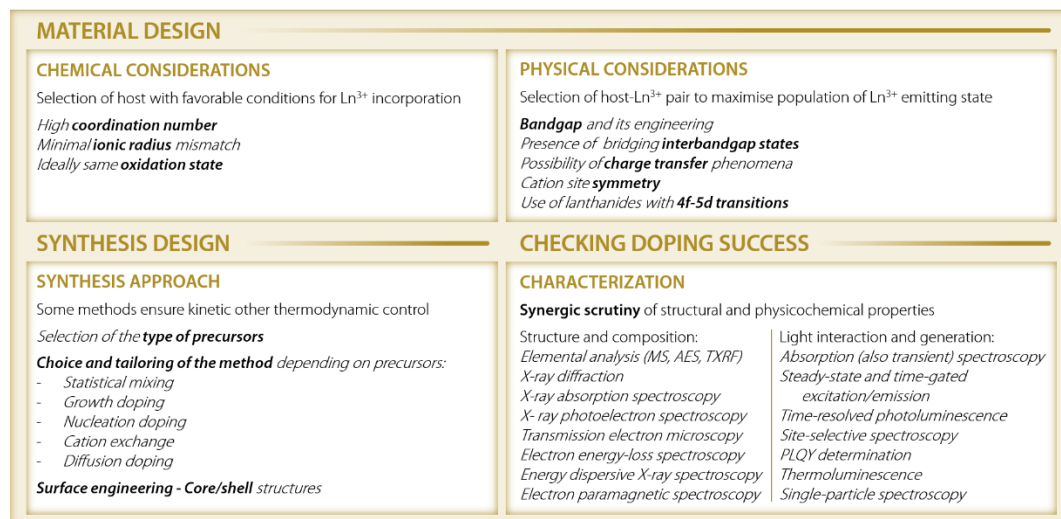 MATERIAL DESIGN
CHEMICAL CONSIDERATIONS
Selection of host with favorable conditions for Ln³⁺ incorporation
High coordination number
Minimal ionic radius mismatch
Ideally same oxidation state
PHYSICAL CONSIDERATIONS
Selection of host-Ln³⁺ pair to maximise population of Ln³⁺ emitting state
Bandgap and its engineering
Presence of bridging interbandgap states
Possibility of charge transfer phenomena
Cation site symmetry
Use of lanthanides with 4f-5d transitions
SYNTHESIS DESIGN
SYNTHESIS APPROACH
Some methods ensure kinetic other thermodynamic control
Selection of the type of precursors
Choice and tailoring of the method depending on precursors:
- Statistical mixing
- Growth doping
- Nucleation doping
- Cation exchange
- Diffusion doping
Surface engineering - Core/shell structures
CHECKING DOPING SUCCESS
CHARACTERIZATION
Synergic scrutiny of structural and physicochemical properties
Structure and composition:
Elemental analysis (MS, AES, TXRF)
X-ray diffraction
X-ray absorption spectroscopy
X- ray photoelectron spectroscopy
Transmission electron microscopy
Electron energy-loss spectroscopy
Energy dispersive X-ray spectroscopy
Electron paramagnetic spectroscopy
Light interaction and generation:
Absorption (also transient) spectroscopy
Steady-state and time-gated
excitation/emission
Time-resolved photoluminescence
Site-selective spectroscopy
PLQY determination
Thermoluminescence
Single-particle spectroscopy